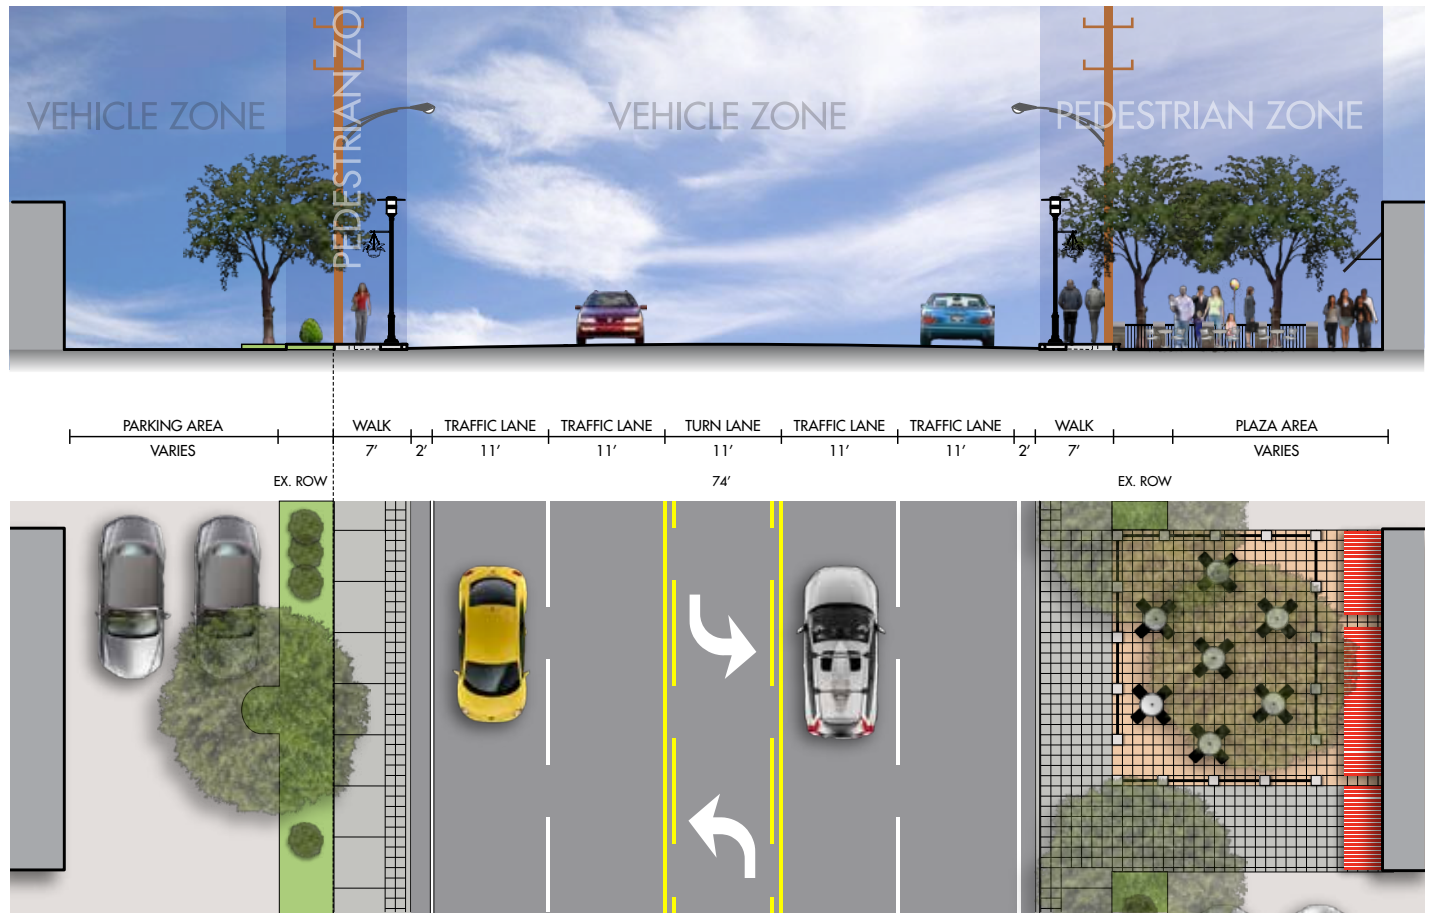 VEHICLE ZONE
PEDESTRIAN ZO
VEHICLE ZONE
PEDESTRIAN ZONE
PARKING AREA
WALK
TRAFFIC LANE
TRAFFIC LANE
TURN LANE
TRAFFIC LANE
TRAFFIC LANE
WALK
PLAZA AREA
VARIES
7'
2'
11'
11'
11'
11'
11'
2'
7'
VARIES
EX. ROW
74'
EX. ROW